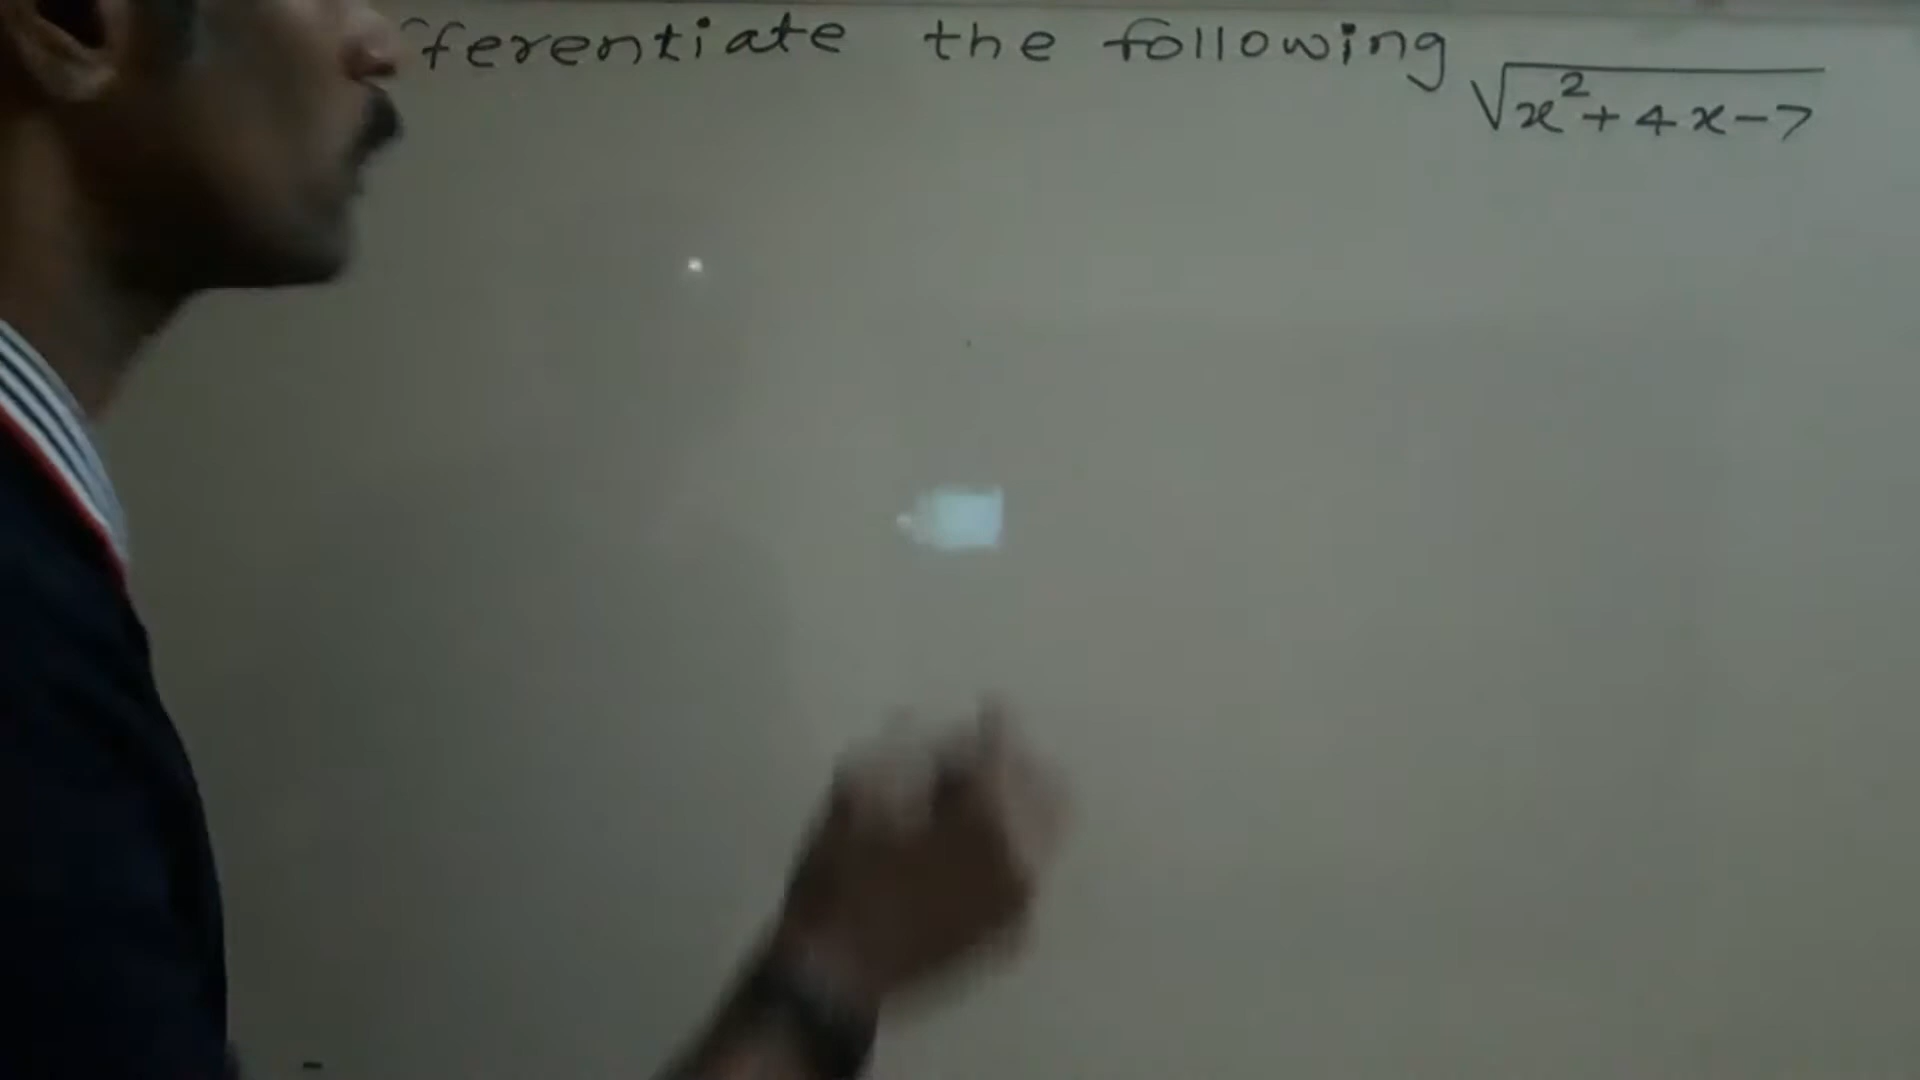 fferentiate the following √x²+4x-7